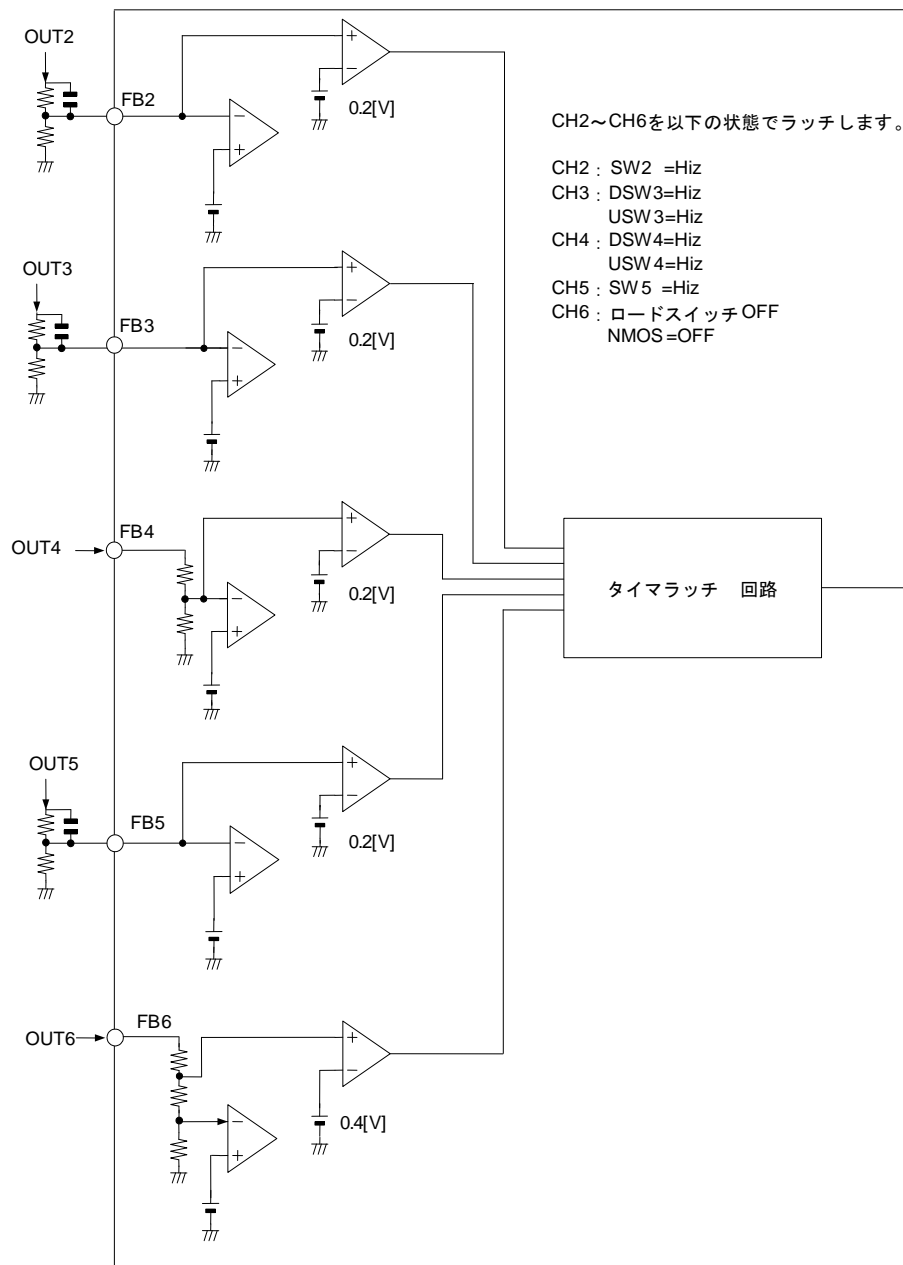 OUT2
FB2
+
−
0.2[V]
−
+
CH2～CH6を以下の状態でラッチします。
CH2 : SW2 =Hiz
CH3 : DSW3=Hiz
USW3=Hiz
CH4 : DSW4=Hiz
USW4=Hiz
CH5 : SW5 =Hiz
CH6 : ロードスイッチOFF
NMOS=OFF
OUT3
FB3
+
−
0.2[V]
−
+
OUT4
FB4
+
−
0.2[V]
−
+
タイマラッチ 回路
OUT5
FB5
+
−
0.2[V]
−
+
OUT6
FB6
+
−
0.4[V]
−
+